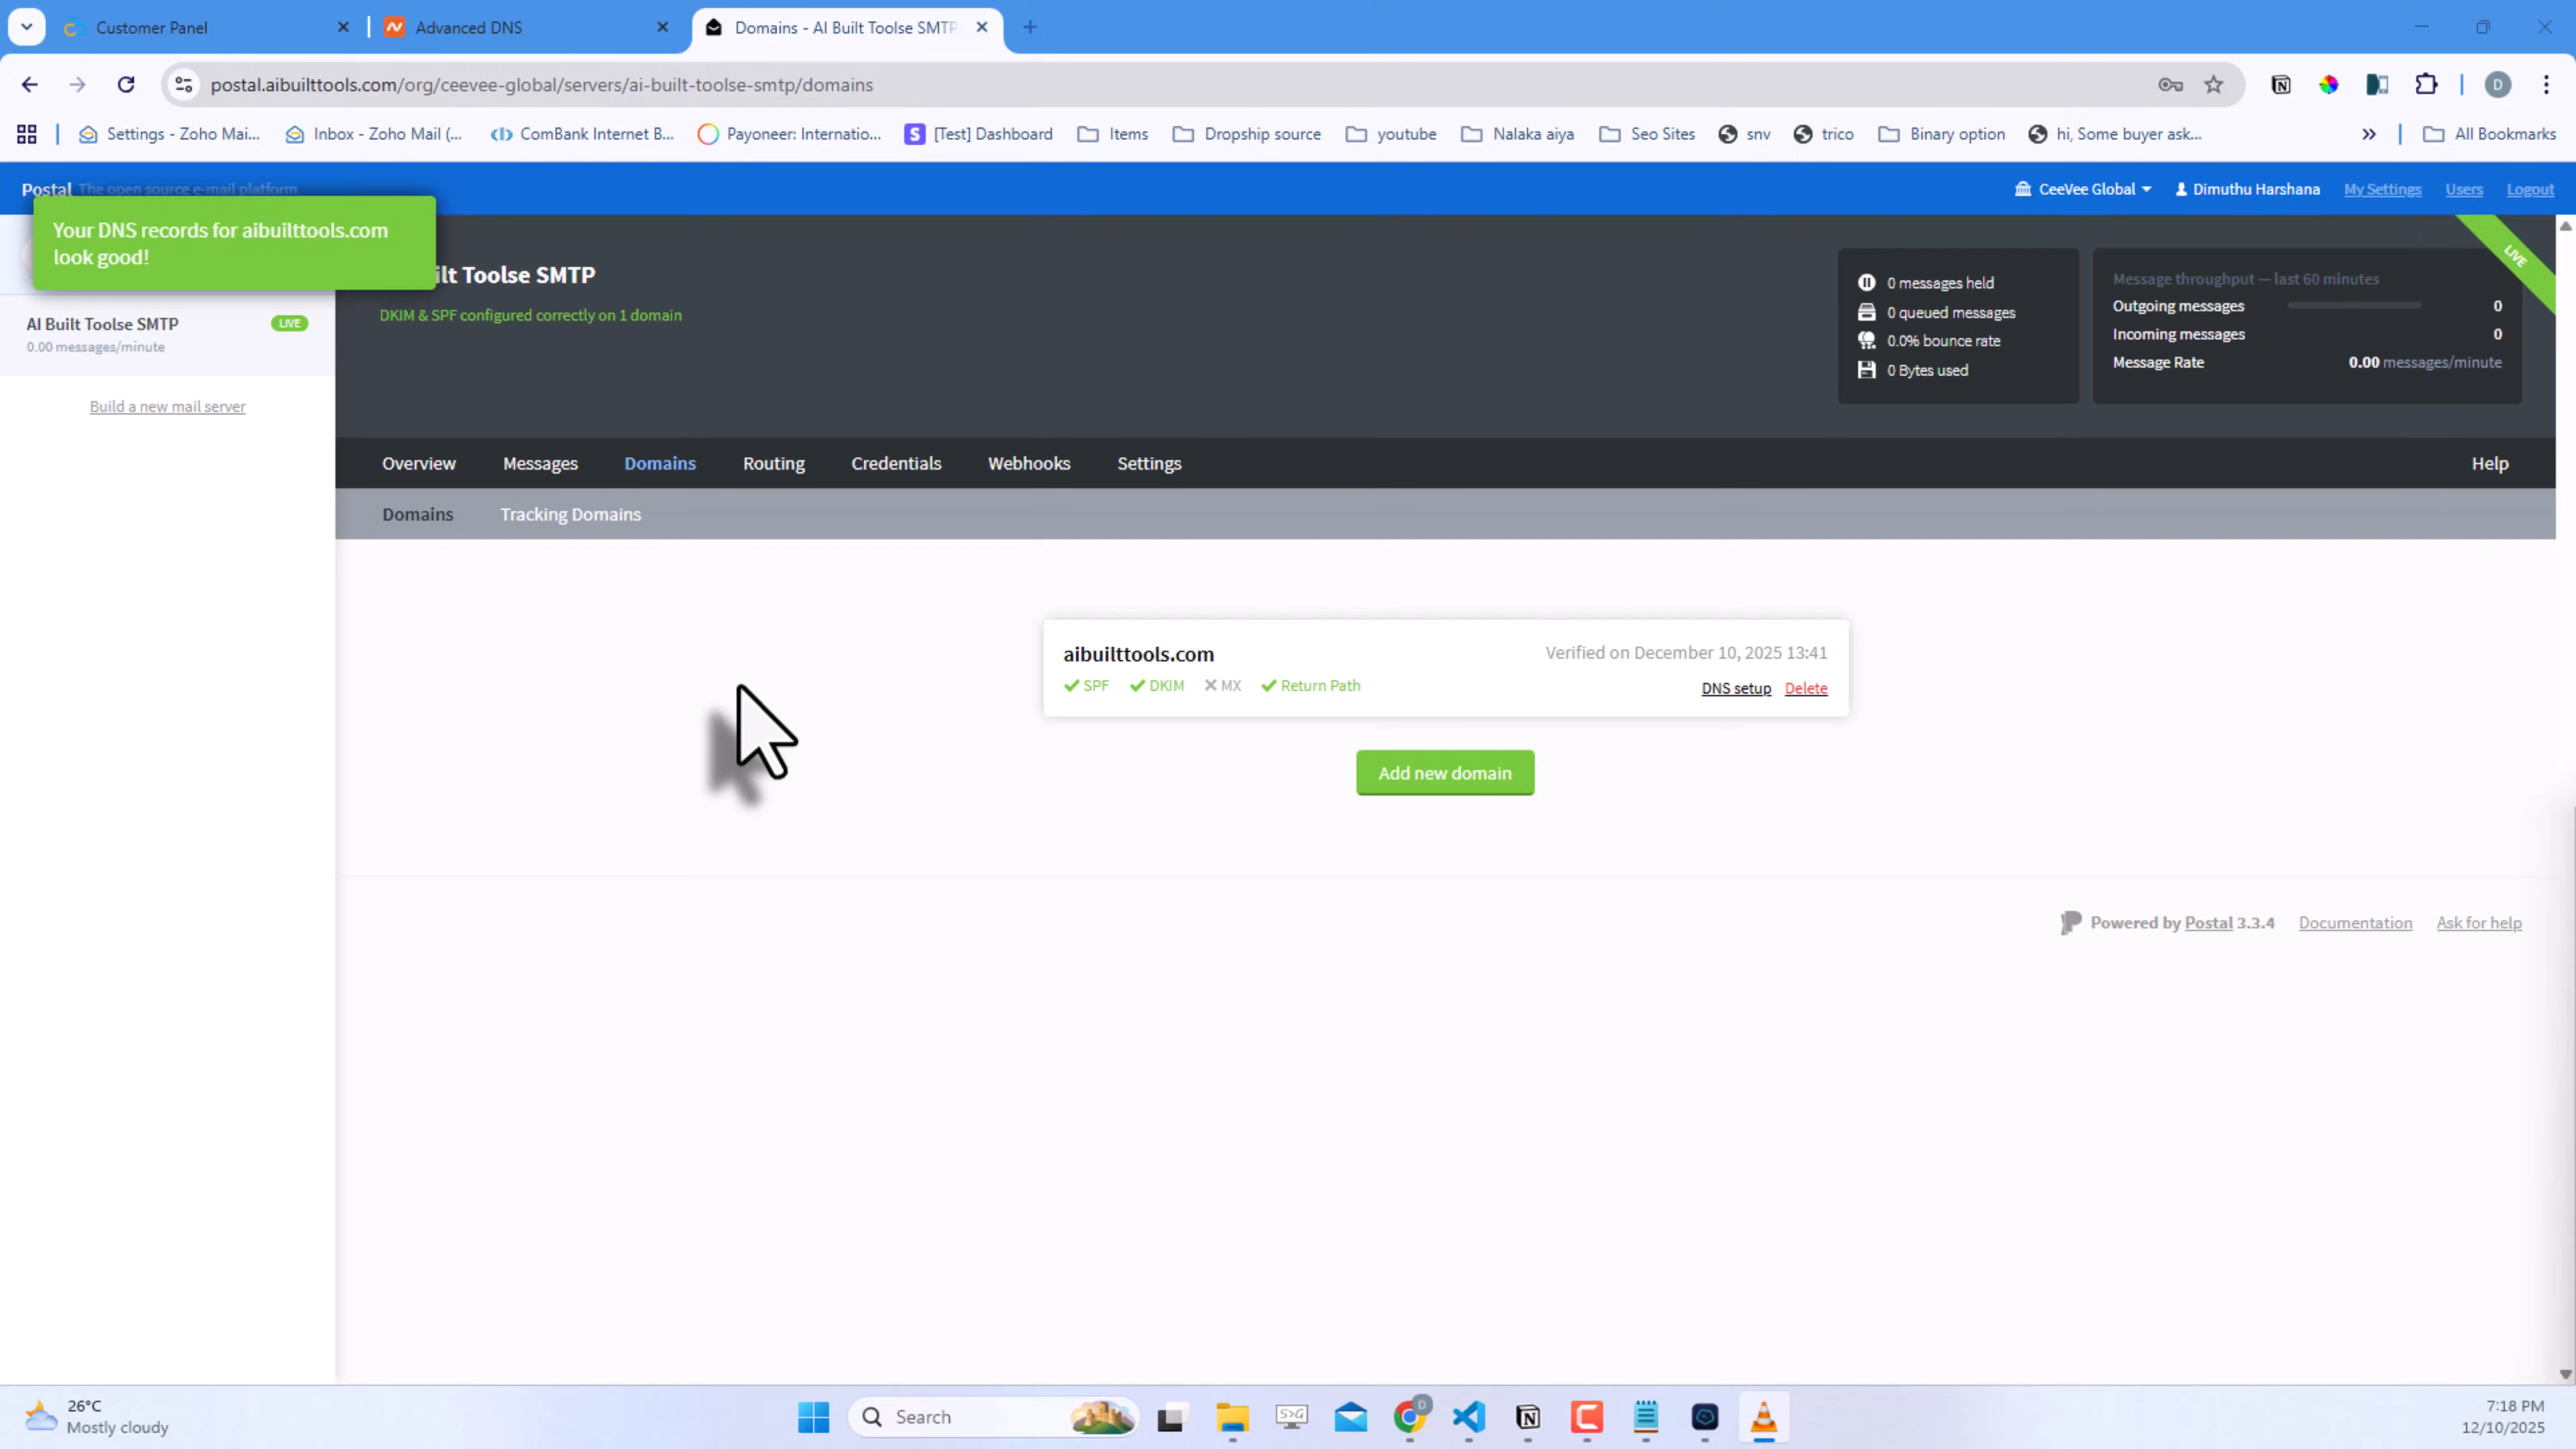 Customer Panel
Advanced DNS
Domains - AI Built Toolse SMTP
postal.aibuilttools.com/org/ceevee-global/servers/ai-built-toolse-smtp/domains
D
Settings - Zoho Mai...
Inbox - Zoho Mail (...
ComBank Internet B...
Payoneer: Internatio...
[Test] Dashboard
Items
Dropship source
youtube
Nalaka aiya
Seo Sites
snv
trico
Binary option
hi, Some buyer ask...
All Bookmarks
Postal The open source e-mail platform
CeeVee Global
Dimuthu Harshana
My Settings
Users
Logout
Your DNS records for aibuilttools.com
look good!
ilt Toolse SMTP
DKIM & SPF configured correctly on 1 domain
0 messages held
0 queued messages
0.0% bounce rate
0 Bytes used
Message throughput — last 60 minutes
Outgoing messages 0
Incoming messages 0
Message Rate 0.00 messages/minute
LIVE
AI Built Toolse SMTP LIVE
0.00 messages/minute
Build a new mail server
Overview
Messages
Domains
Routing
Credentials
Webhooks
Settings
Help
Domains
Tracking Domains
aibuilttools.com
Verified on December 10, 2025 13:41
SPF
DKIM
MX
Return Path
DNS setup
Delete
Add new domain
Powered by Postal 3.3.4
Documentation
Ask for help
26°C
Mostly cloudy
Search
7:18 PM
12/10/2025